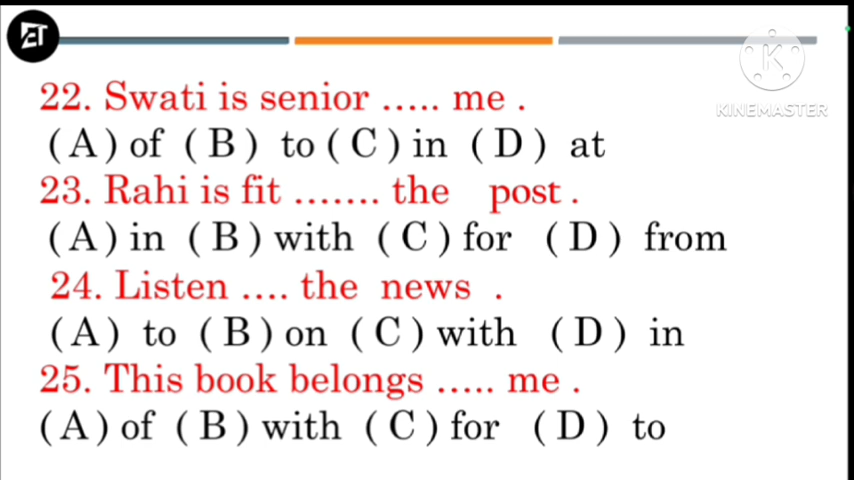 ET
KINEMASTER
22. Swati is senior ..... me .
(A) of (B) to (C) in (D) at
23. Rahi is fit ....... the post .
(A) in (B) with (C) for (D) from
24. Listen .... the news .
(A) to (B) on (C) with (D) in
25. This book belongs ..... me .
(A) of (B) with (C) for (D) to